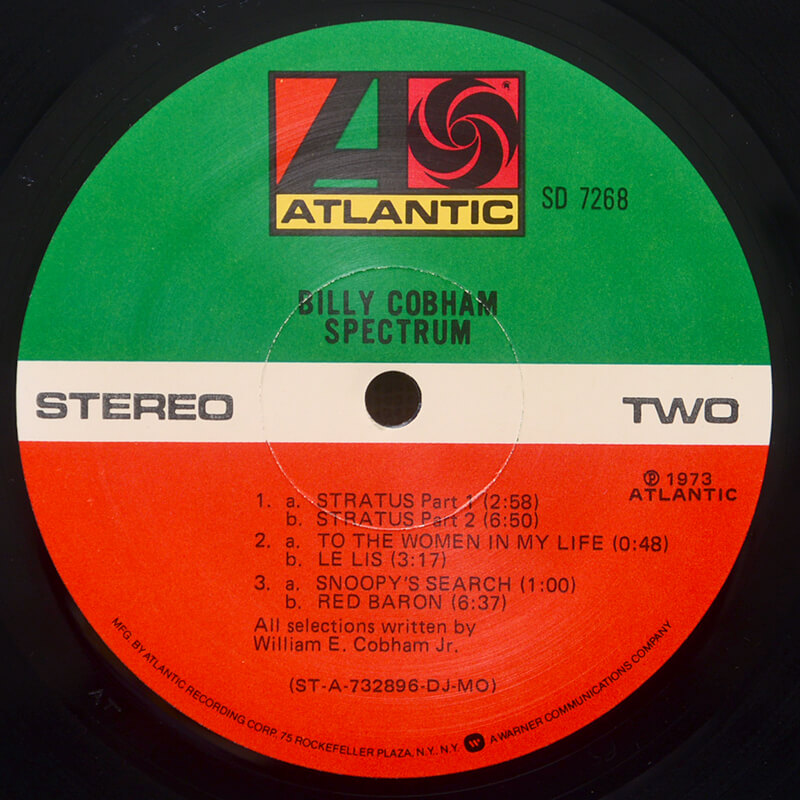 ATLANTIC
®
SD 7268
BILLY COBHAM
SPECTRUM
STEREO
TWO
℗ 1973
ATLANTIC
1. a. STRATUS Part 1 (2:58)
b. STRATUS Part 2 (6:50)
2. a. TO THE WOMEN IN MY LIFE (0:48)
b. LE LIS (3:17)
3. a. SNOOPY'S SEARCH (1:00)
b. RED BARON (6:37)
All selections written by
William E. Cobham Jr.
(ST-A-732896-DJ-MO)
MFG. BY ATLANTIC RECORDING CORP. 75 ROCKEFELLER PLAZA, N.Y. N.Y. W A WARNER COMMUNICATIONS COMPANY
AT